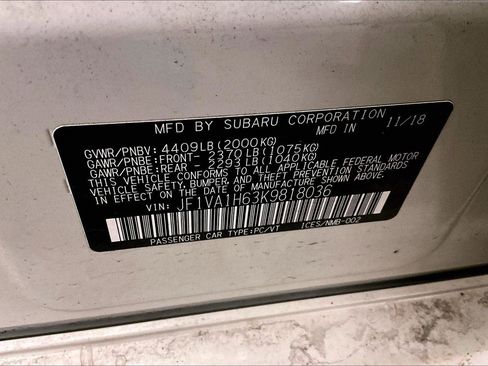 MFD BY SUBARU CORPORATION
MFD IN 11/18
GVWR/PNBV: 4409LB(2000KG)
GAWR/PNBE:FRONT- 2370LB(1075KG)
GAWR/PNBE:REAR - 2293LB(1040KG)
THIS VEHICLE CONFORMS TO ALL APPLICABLE FEDERAL MOTOR
VEHICLE SAFETY, BUMPER AND THEFT PREVENTION STANDARDS
IN EFFECT ON THE DATE OF MANUFACTURE SHOWN ABOVE.
VIN: JF1VA1H63K9818036
PASSENGER CAR TYPE:PC/VT ICES/NMB-002